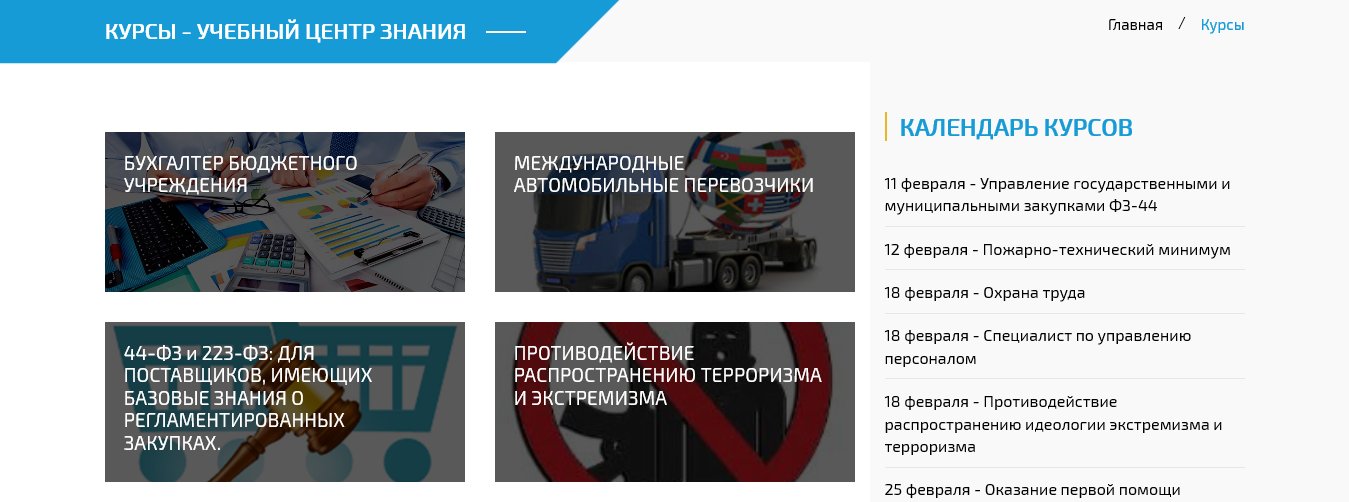 КУРСЫ - УЧЕБНЫЙ ЦЕНТР ЗНАНИЯ
Главная / Курсы
БУХГАЛТЕР БЮДЖЕТНОГО
УЧРЕЖДЕНИЯ
МЕЖДУНАРОДНЫЕ
АВТОМОБИЛЬНЫЕ ПЕРЕВОЗЧИКИ
44-ФЗ и 223-ФЗ: ДЛЯ
ПОСТАВЩИКОВ, ИМЕЮЩИХ
БАЗОВЫЕ ЗНАНИЯ О
РЕГЛАМЕНТИРОВАННЫХ
ЗАКУПКАХ.
ПРОТИВОДЕЙСТВИЕ
РАСПРОСТРАНЕНИЮ ТЕРРОРИЗМА
И ЭКСТРЕМИЗМА
КАЛЕНДАРЬ КУРСОВ
11 февраля - Управление государственными и
муниципальными закупками ФЗ-44
12 февраля - Пожарно-технический минимум
18 февраля - Охрана труда
18 февраля - Специалист по управлению
персоналом
18 февраля - Противодействие
распространению идеологии экстремизма и
терроризма
25 февраля - Оказание первой помощи